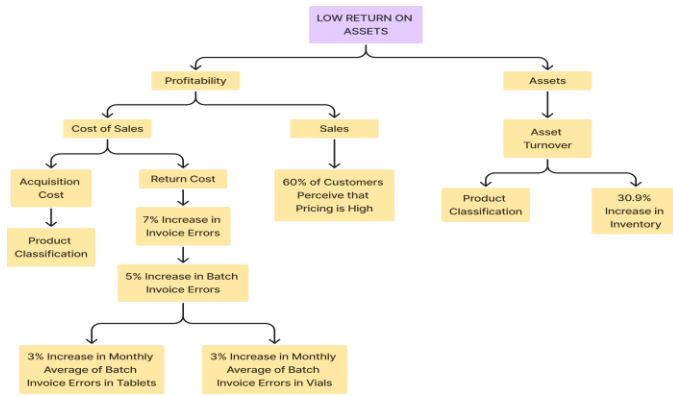 LOW RETURN ON
ASSETS
Profitability
Assets
Cost of Sales
Sales
Asset
Turnover
Acquisition
Cost
Return Cost
60% of Customers
Perceive that
Pricing is High
Product
Classification
30.9%
Increase in
Inventory
7% Increase in
Invoice Errors
Product
Classification
5% Increase in Batch
Invoice Errors
3% Increase in Monthly
Average of Batch
Invoice Errors in Tablets
3% Increase in Monthly
Average of Batch
Invoice Errors in Vials